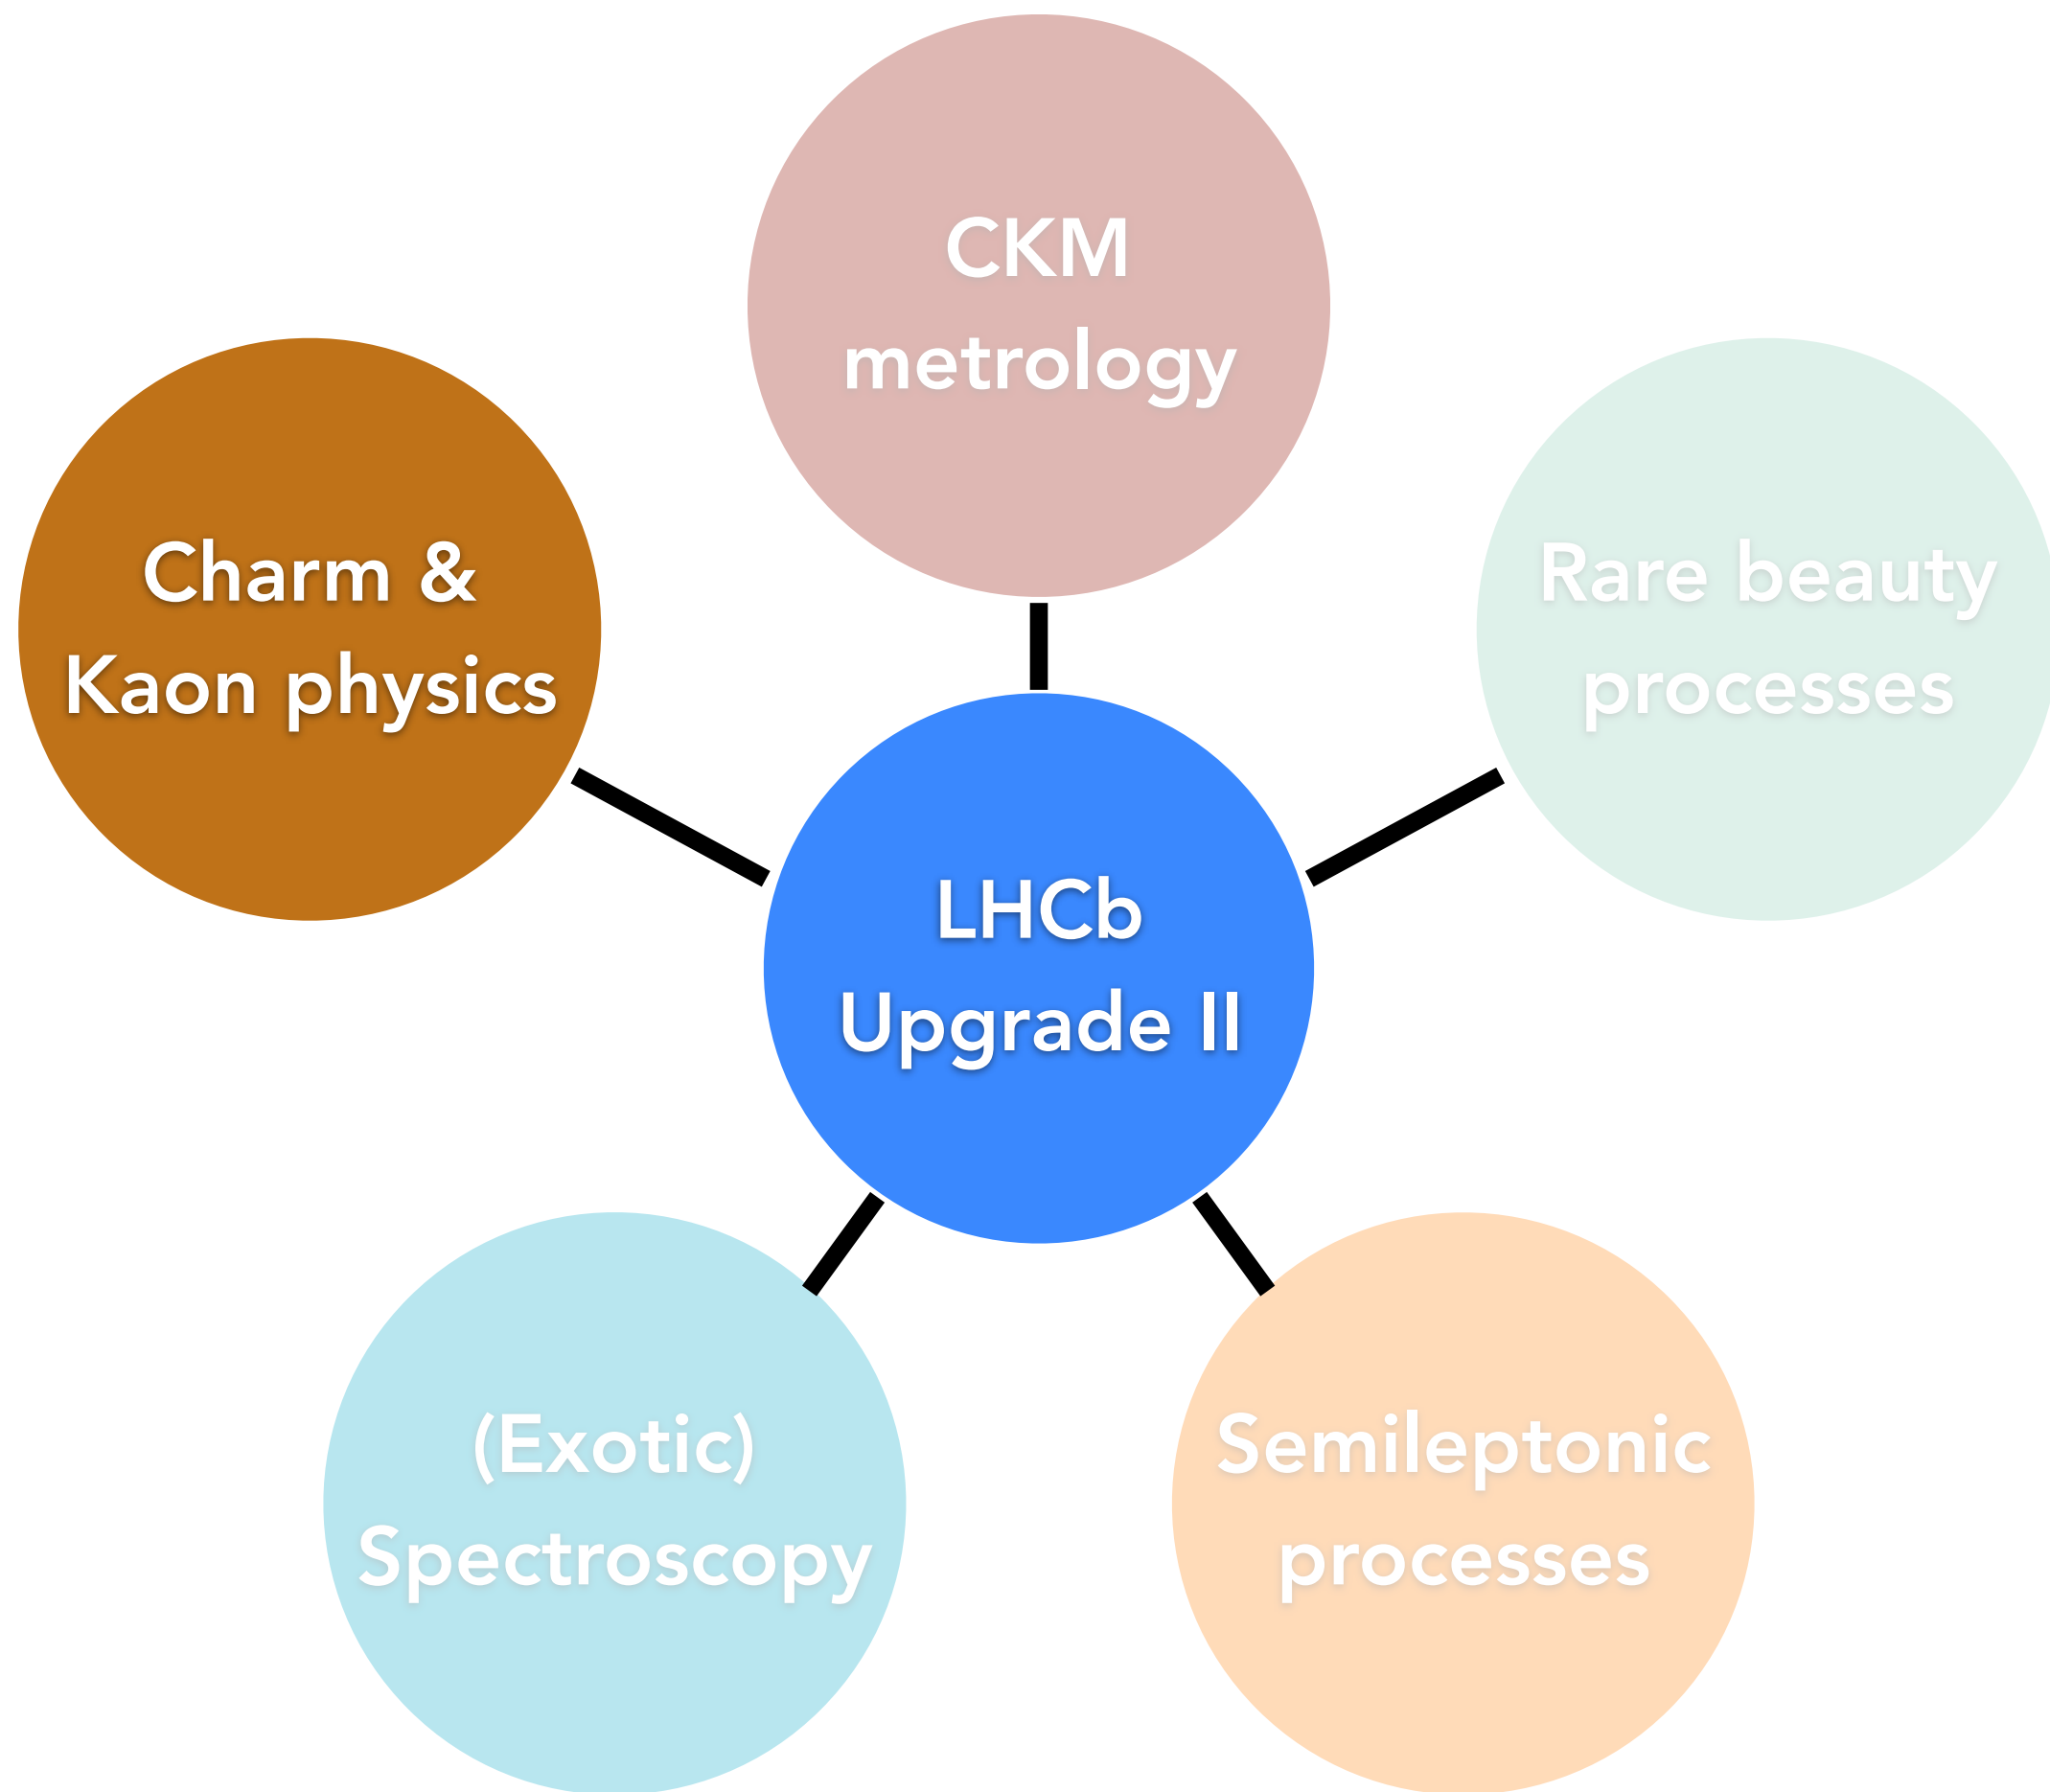 CKM
metrology
Charm &
Kaon physics
Rare beauty
processes
LHCb
Upgrade II
(Exotic)
Spectroscopy
Semileptonic
processes